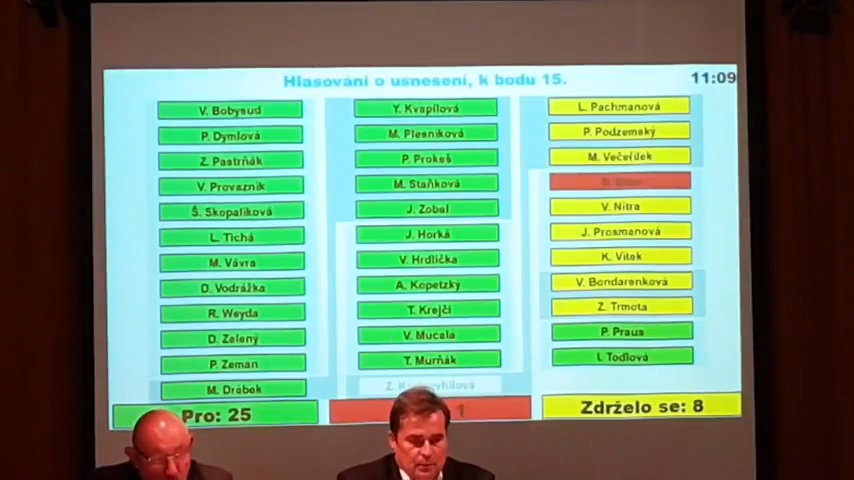 Hlasování o usnesení, k bodu 15.
11:09
V. Bobysud
P. Dymlová
Z. Pastrňák
V. Provazník
Š. Skopalíková
L. Tichá
M. Vávra
D. Vodrážka
R. Weyda
D. Zelený
P. Zeman
M. Drábek
Pro: 25
Y. Kvapilová
M. Plesníková
P. Prokeš
M. Staňková
J. Zobal
J. Horká
V. Hrdlička
A. Kopetzký
T. Krejčí
V. Mucala
T. Murňák
Z.
1
L. Pachmanová
P. Podzemský
M. Večeřílek
V. Nitra
J. Prosmanová
K. Vítek
V. Bondarenková
Z. Trmota
P. Praus
I. Todlová
Zdrželo se: 8